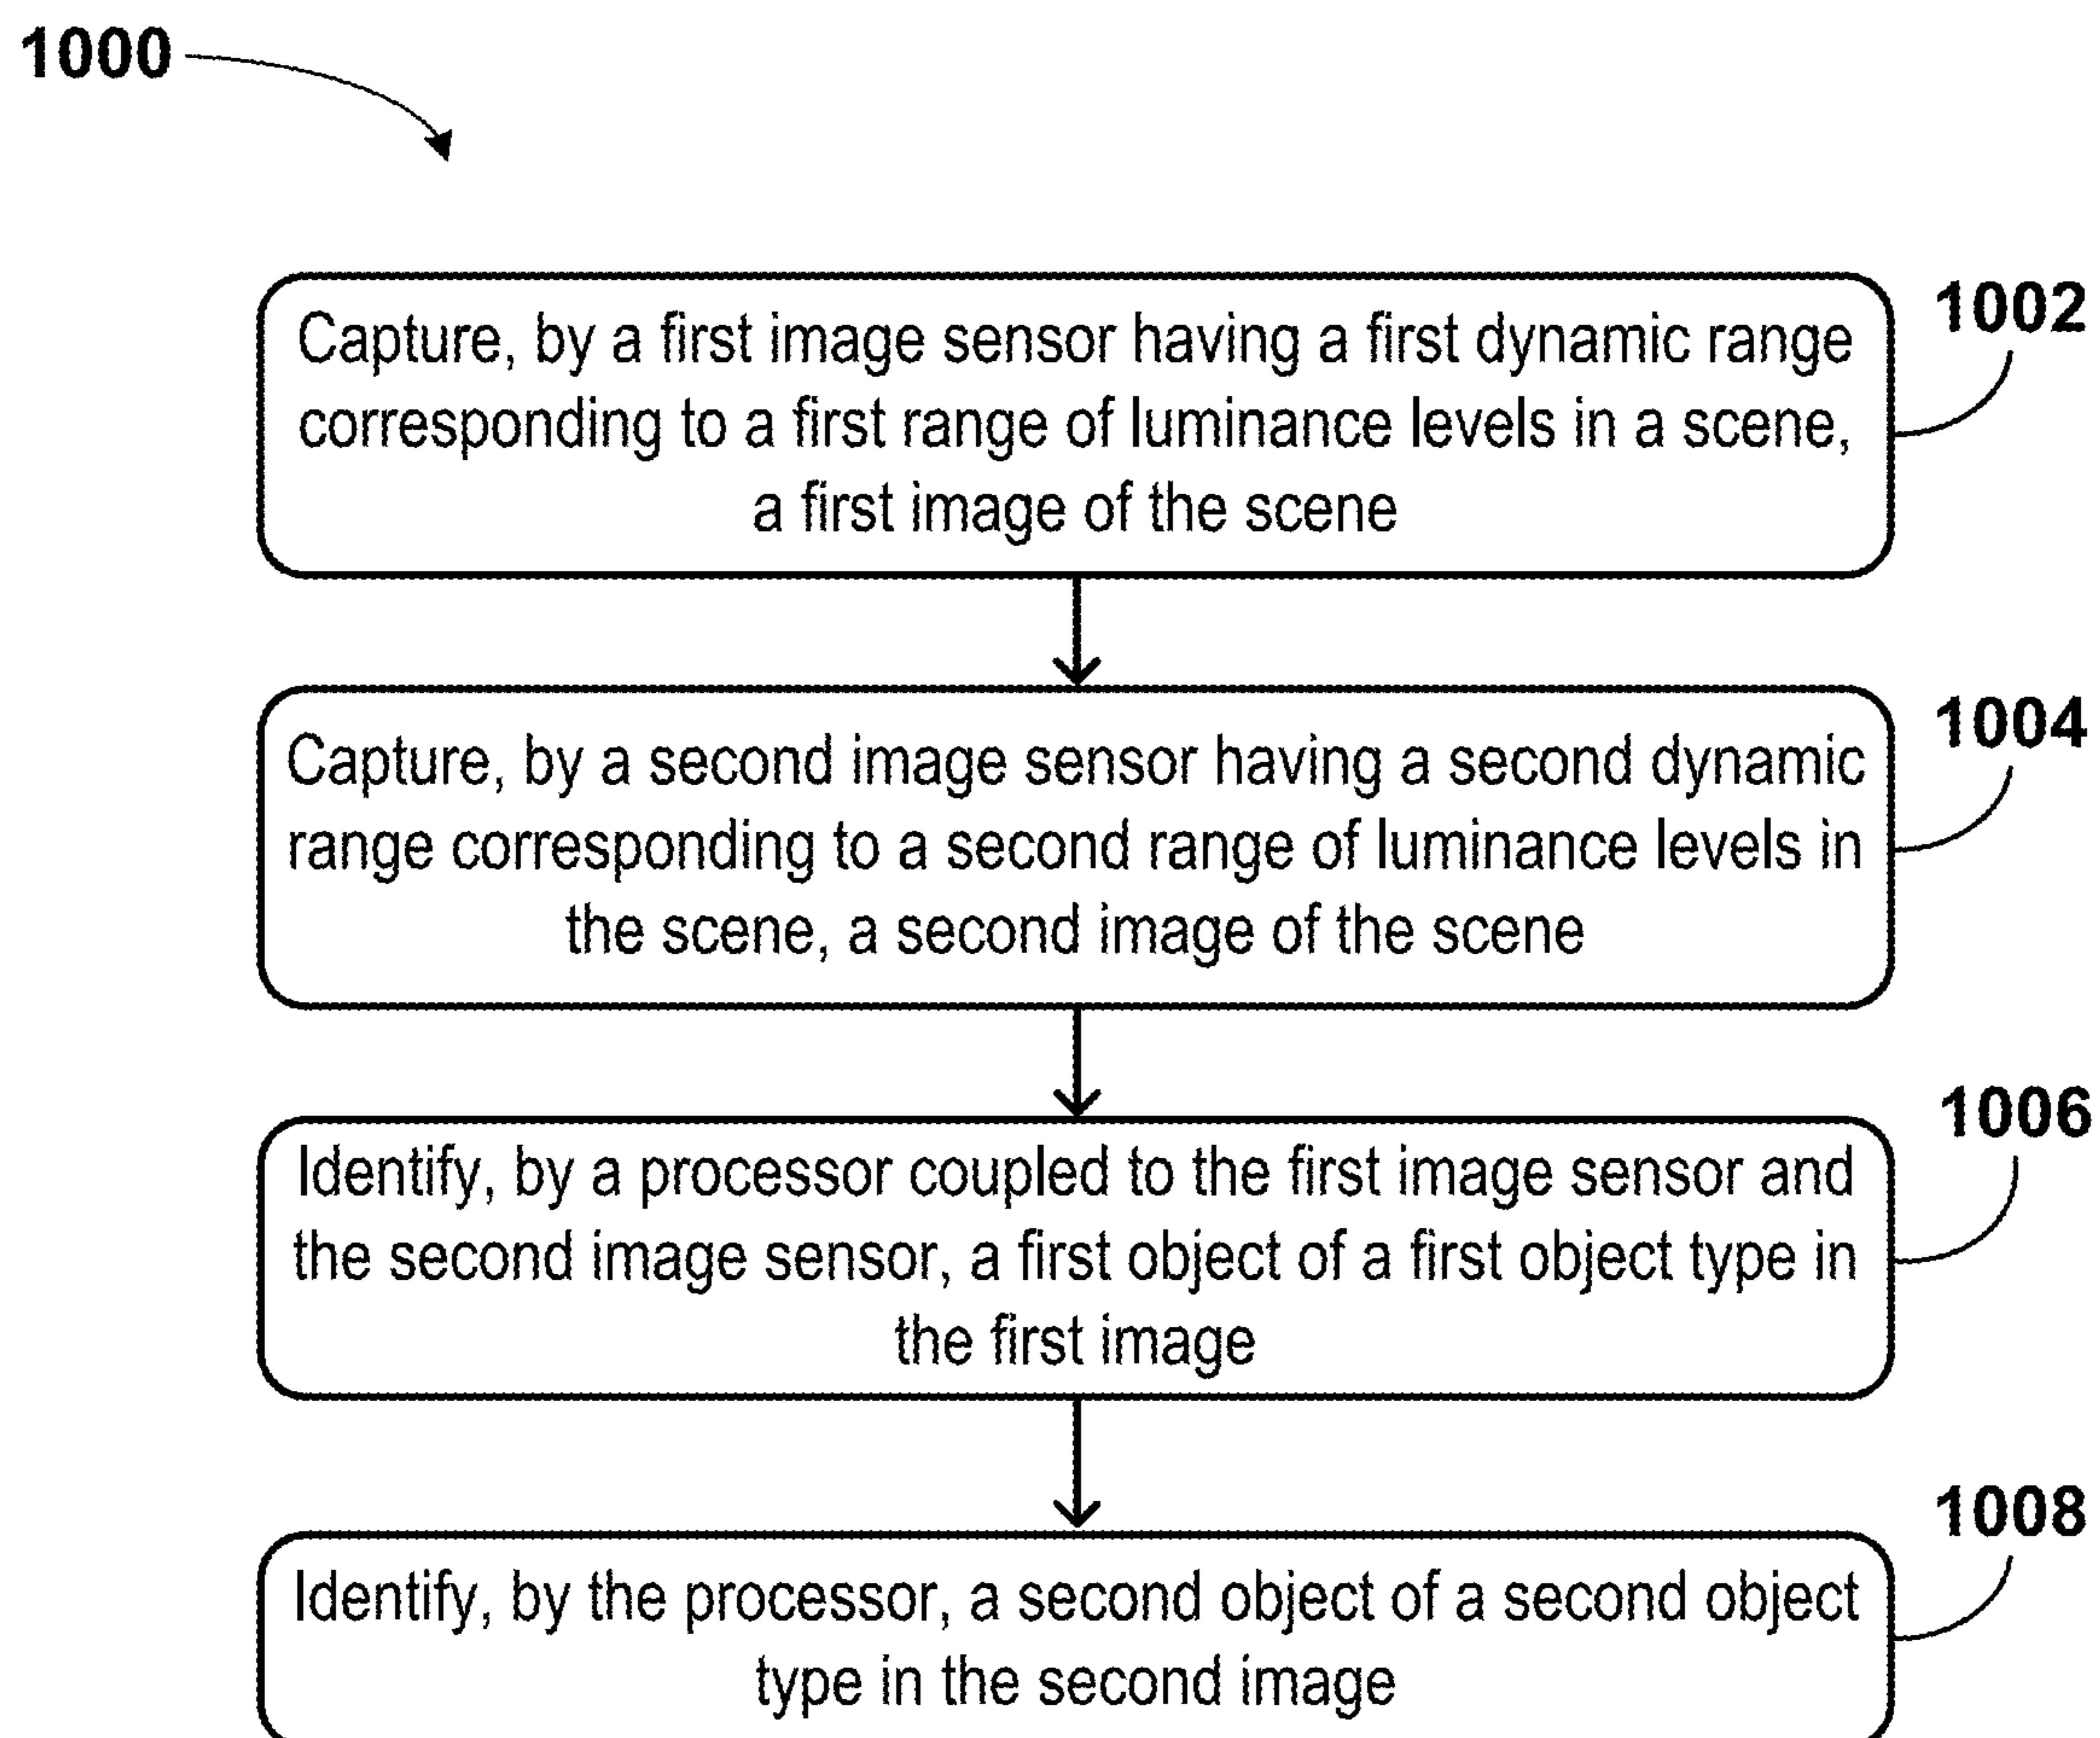 1000
1002
Capture, by a first image sensor having a first dynamic range
corresponding to a first range of luminance levels in a scene,
a first image of the scene
1004
Capture, by a second image sensor having a second dynamic
range corresponding to a second range of luminance levels in
the scene, a second image of the scene
1006
Identify, by a processor coupled to the first image sensor and
the second image sensor, a first object of a first object type in
the first image
1008
Identify, by the processor, a second object of a second object
type in the second image